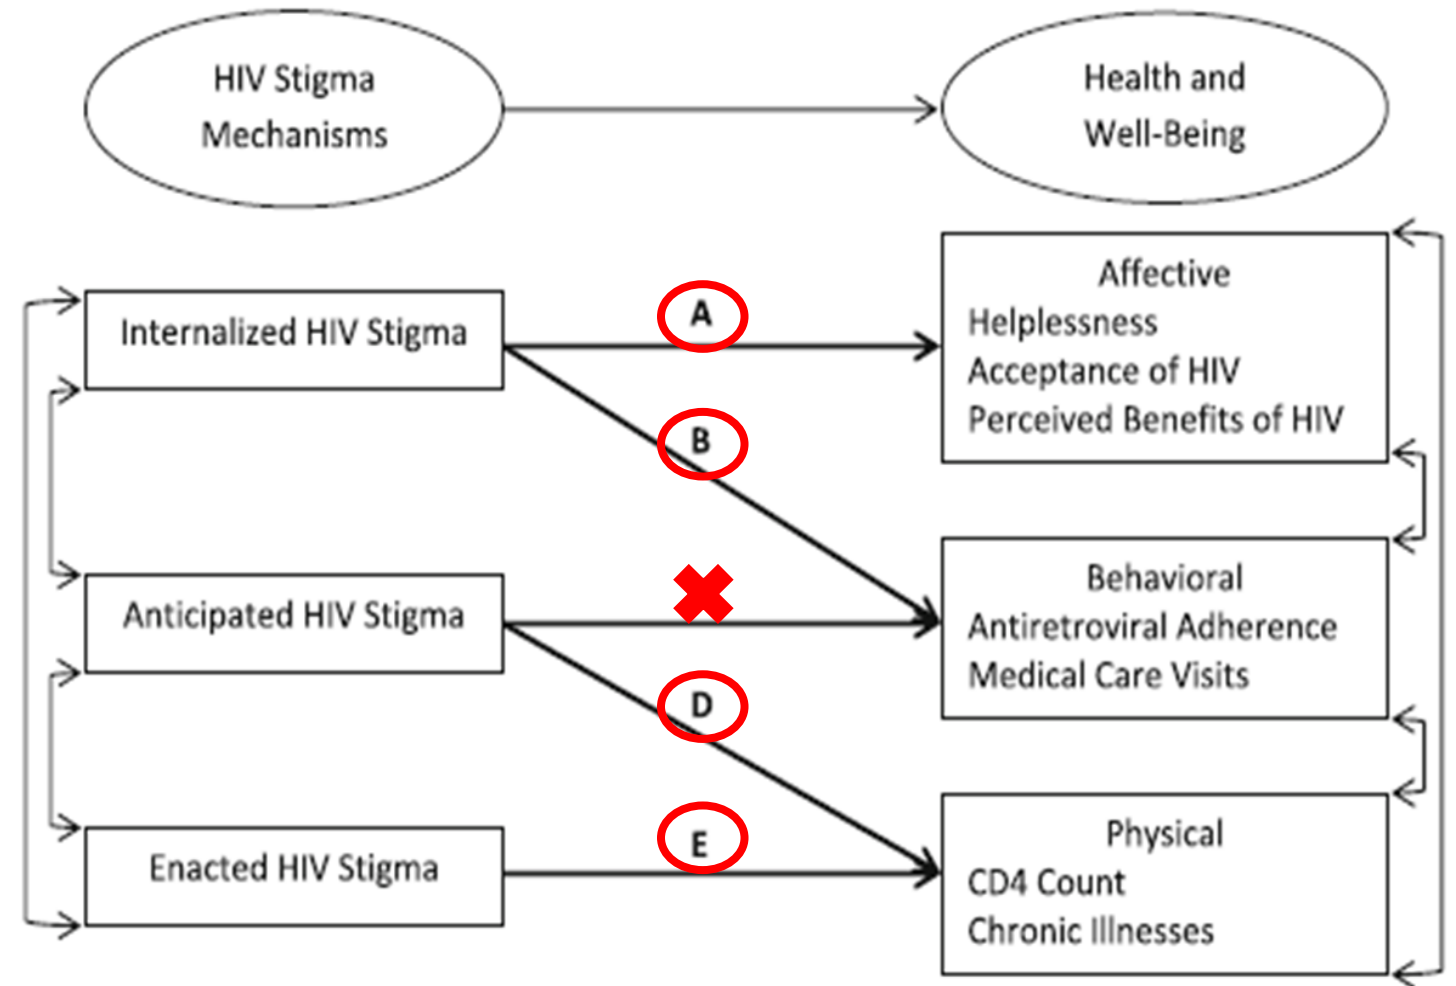 HIV Stigma
Mechanisms
Health and
Well-Being
Internalized HIV Stigma
A
B
Affective
Helplessness
Acceptance of HIV
Perceived Benefits of HIV
Anticipated HIV Stigma
D
Behavioral
Antiretroviral Adherence
Medical Care Visits
Enacted HIV Stigma
E
Physical
CD4 Count
Chronic Illnesses